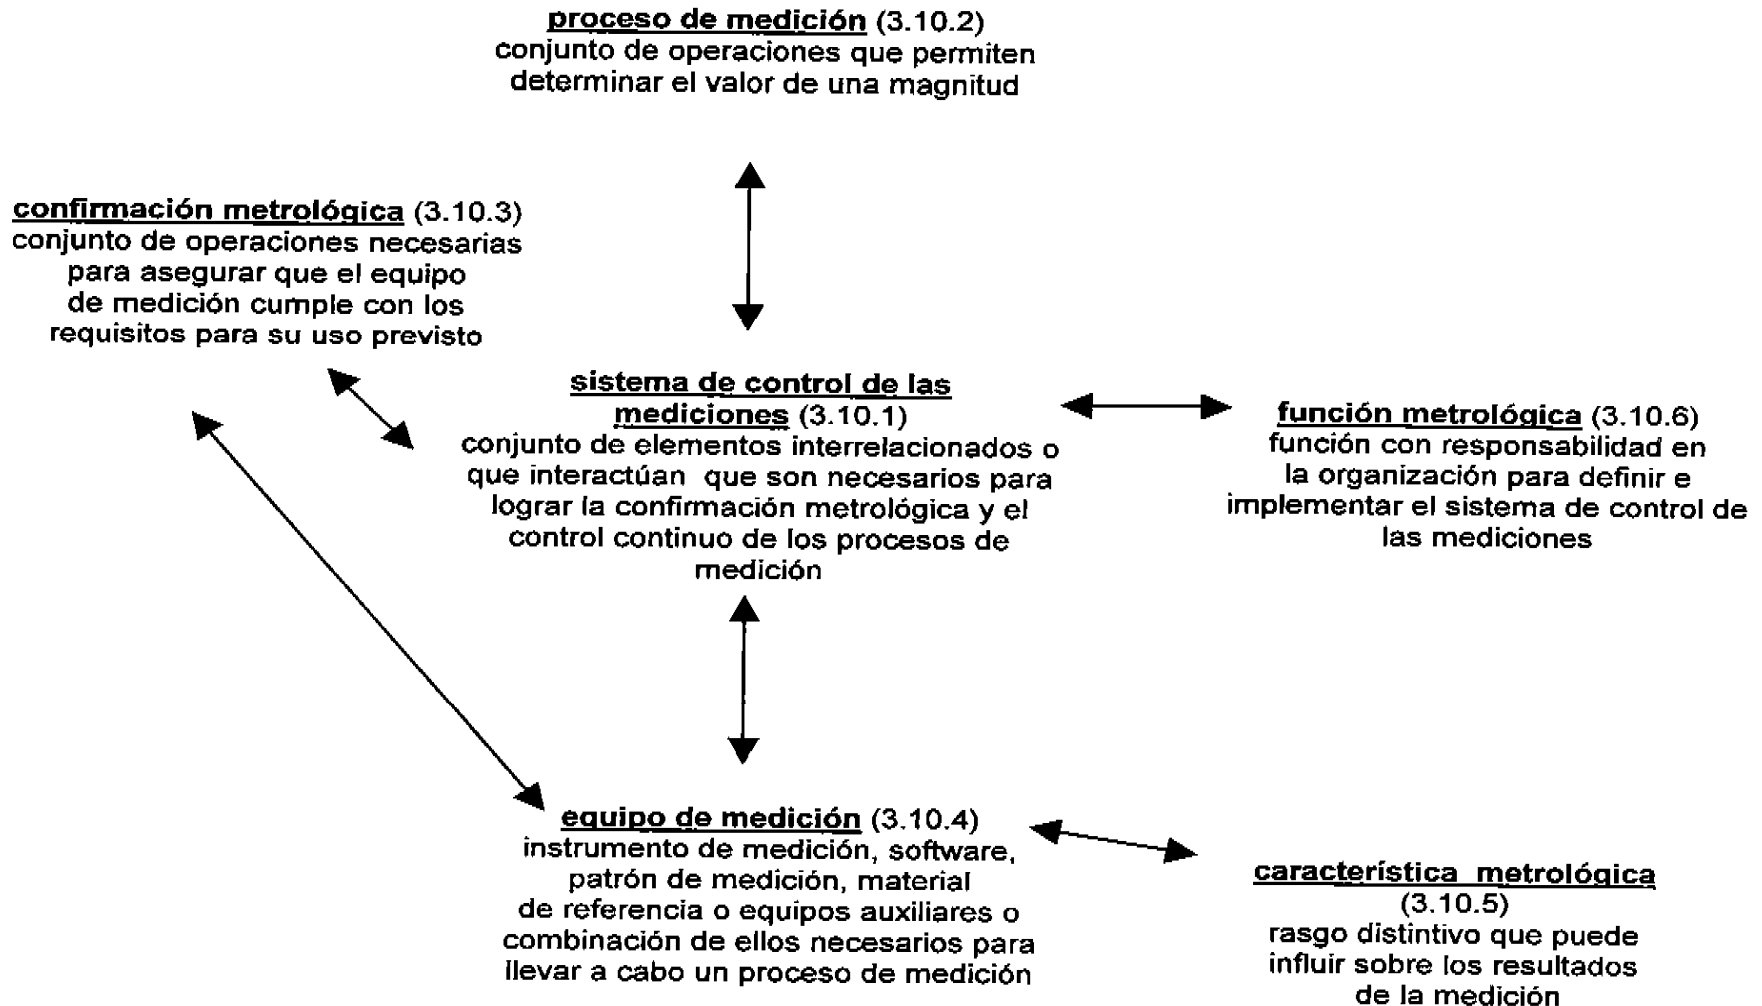 proceso de medición (3.10.2)
conjunto de operaciones que permiten
determinar el valor de una magnitud
confirmación metrológica (3.10.3)
conjunto de operaciones necesarias
para asegurar que el equipo
de medición cumple con los
requisitos para su uso previsto
sistema de control de las
mediciones (3.10.1)
conjunto de elementos interrelacionados o
que interactúan que son necesarios para
lograr la confirmación metrológica y el
control continuo de los procesos de
medición
función metrológica (3.10.6)
función con responsabilidad en
la organización para definir e
implementar el sistema de control de
las mediciones
equipo de medición (3.10.4)
instrumento de medición, software,
patrón de medición, material
de referencia o equipos auxiliares o
combinación de ellos necesarios para
llevar a cabo un proceso de medición
característica metrológica
(3.10.5)
rasgo distintivo que puede
influir sobre los resultados
de la medición